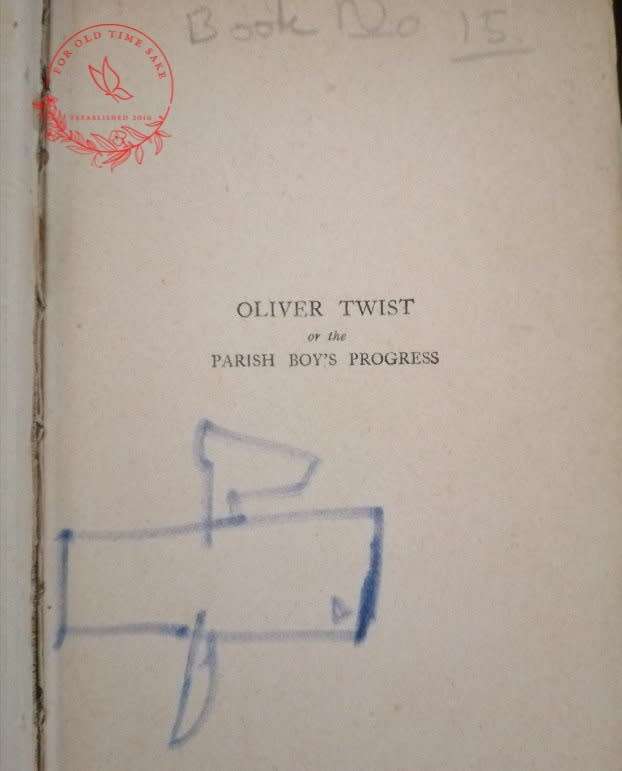 Book No 15
FOR OLD TIME SAKE
ESTABLISHED 2016
OLIVER TWIST
or the
PARISH BOY'S PROGRESS